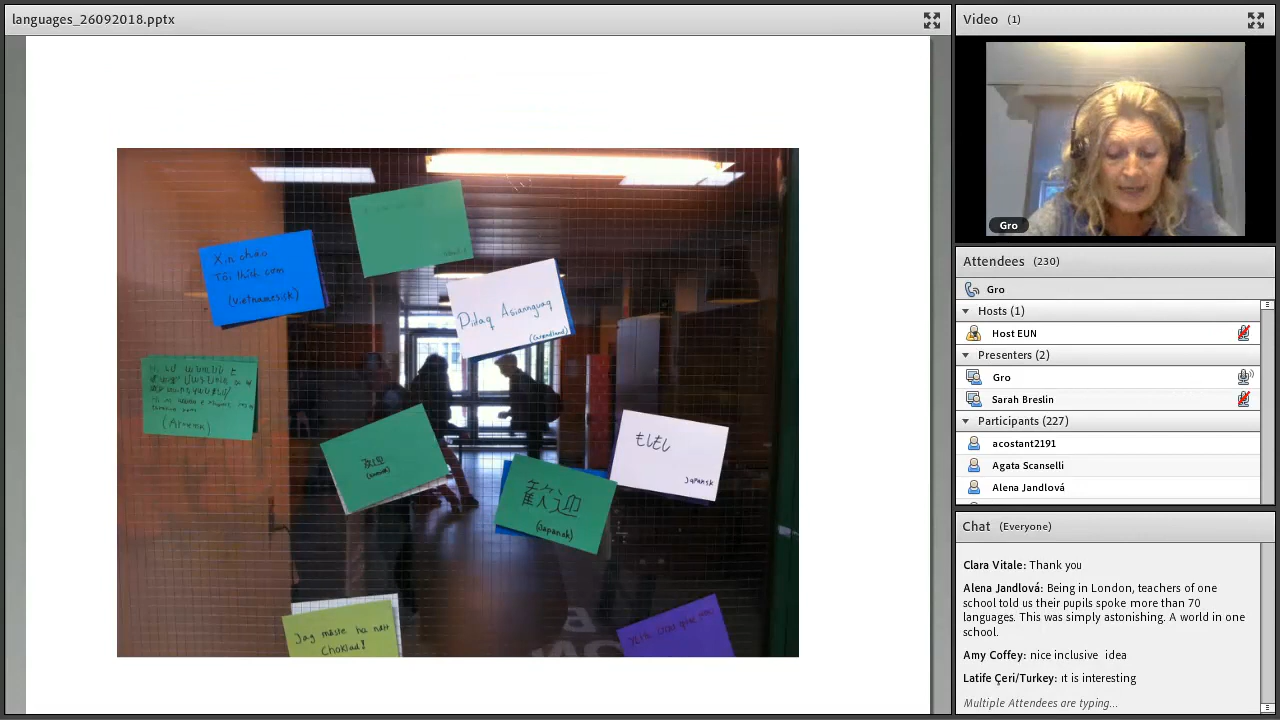 languages_26092018.pptx
Xin chào
Tôi thích cơm
(Vietnamesisk)
Didaq Asiannguaq
(Grønland)
(Armensk)
歡迎
(Japansk)
もしもし
Japansk
Jag måste ha
Choklad!
Video (1)
Gro
Attendees (230)
Gro
Hosts (1)
Host EUN
Presenters (2)
Gro
Sarah Breslin
Participants (227)
acostant2191
Agata Scanselli
Alena Jandlová
Chat (Everyone)
Clara Vitale: Thank you
Alena Jandlová: Being in London, teachers of one
school told us their pupils spoke more than 70
languages. This was simply astonishing. A world in one
school.
Amy Coffey: nice inclusive idea
Latife Çeri/Turkey: ıt is interesting
Multiple Attendees are typing...